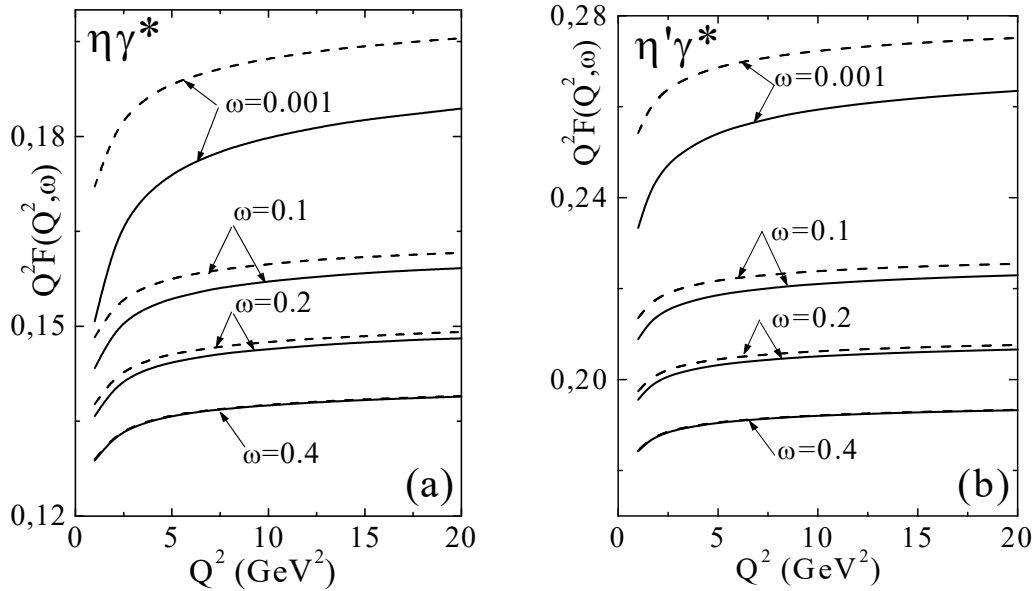 ηγ*
Q²F(Q²,ω)
0,18
0,15
0,12
ω=0.001
ω=0.1
ω=0.2
ω=0.4
(a)
0 5 10 15 20
Q² (GeV²)
η'γ*
Q²F(Q²,ω)
0,28
0,24
0,20
ω=0.001
ω=0.1
ω=0.2
ω=0.4
(b)
0 5 10 15 20
Q² (GeV²)